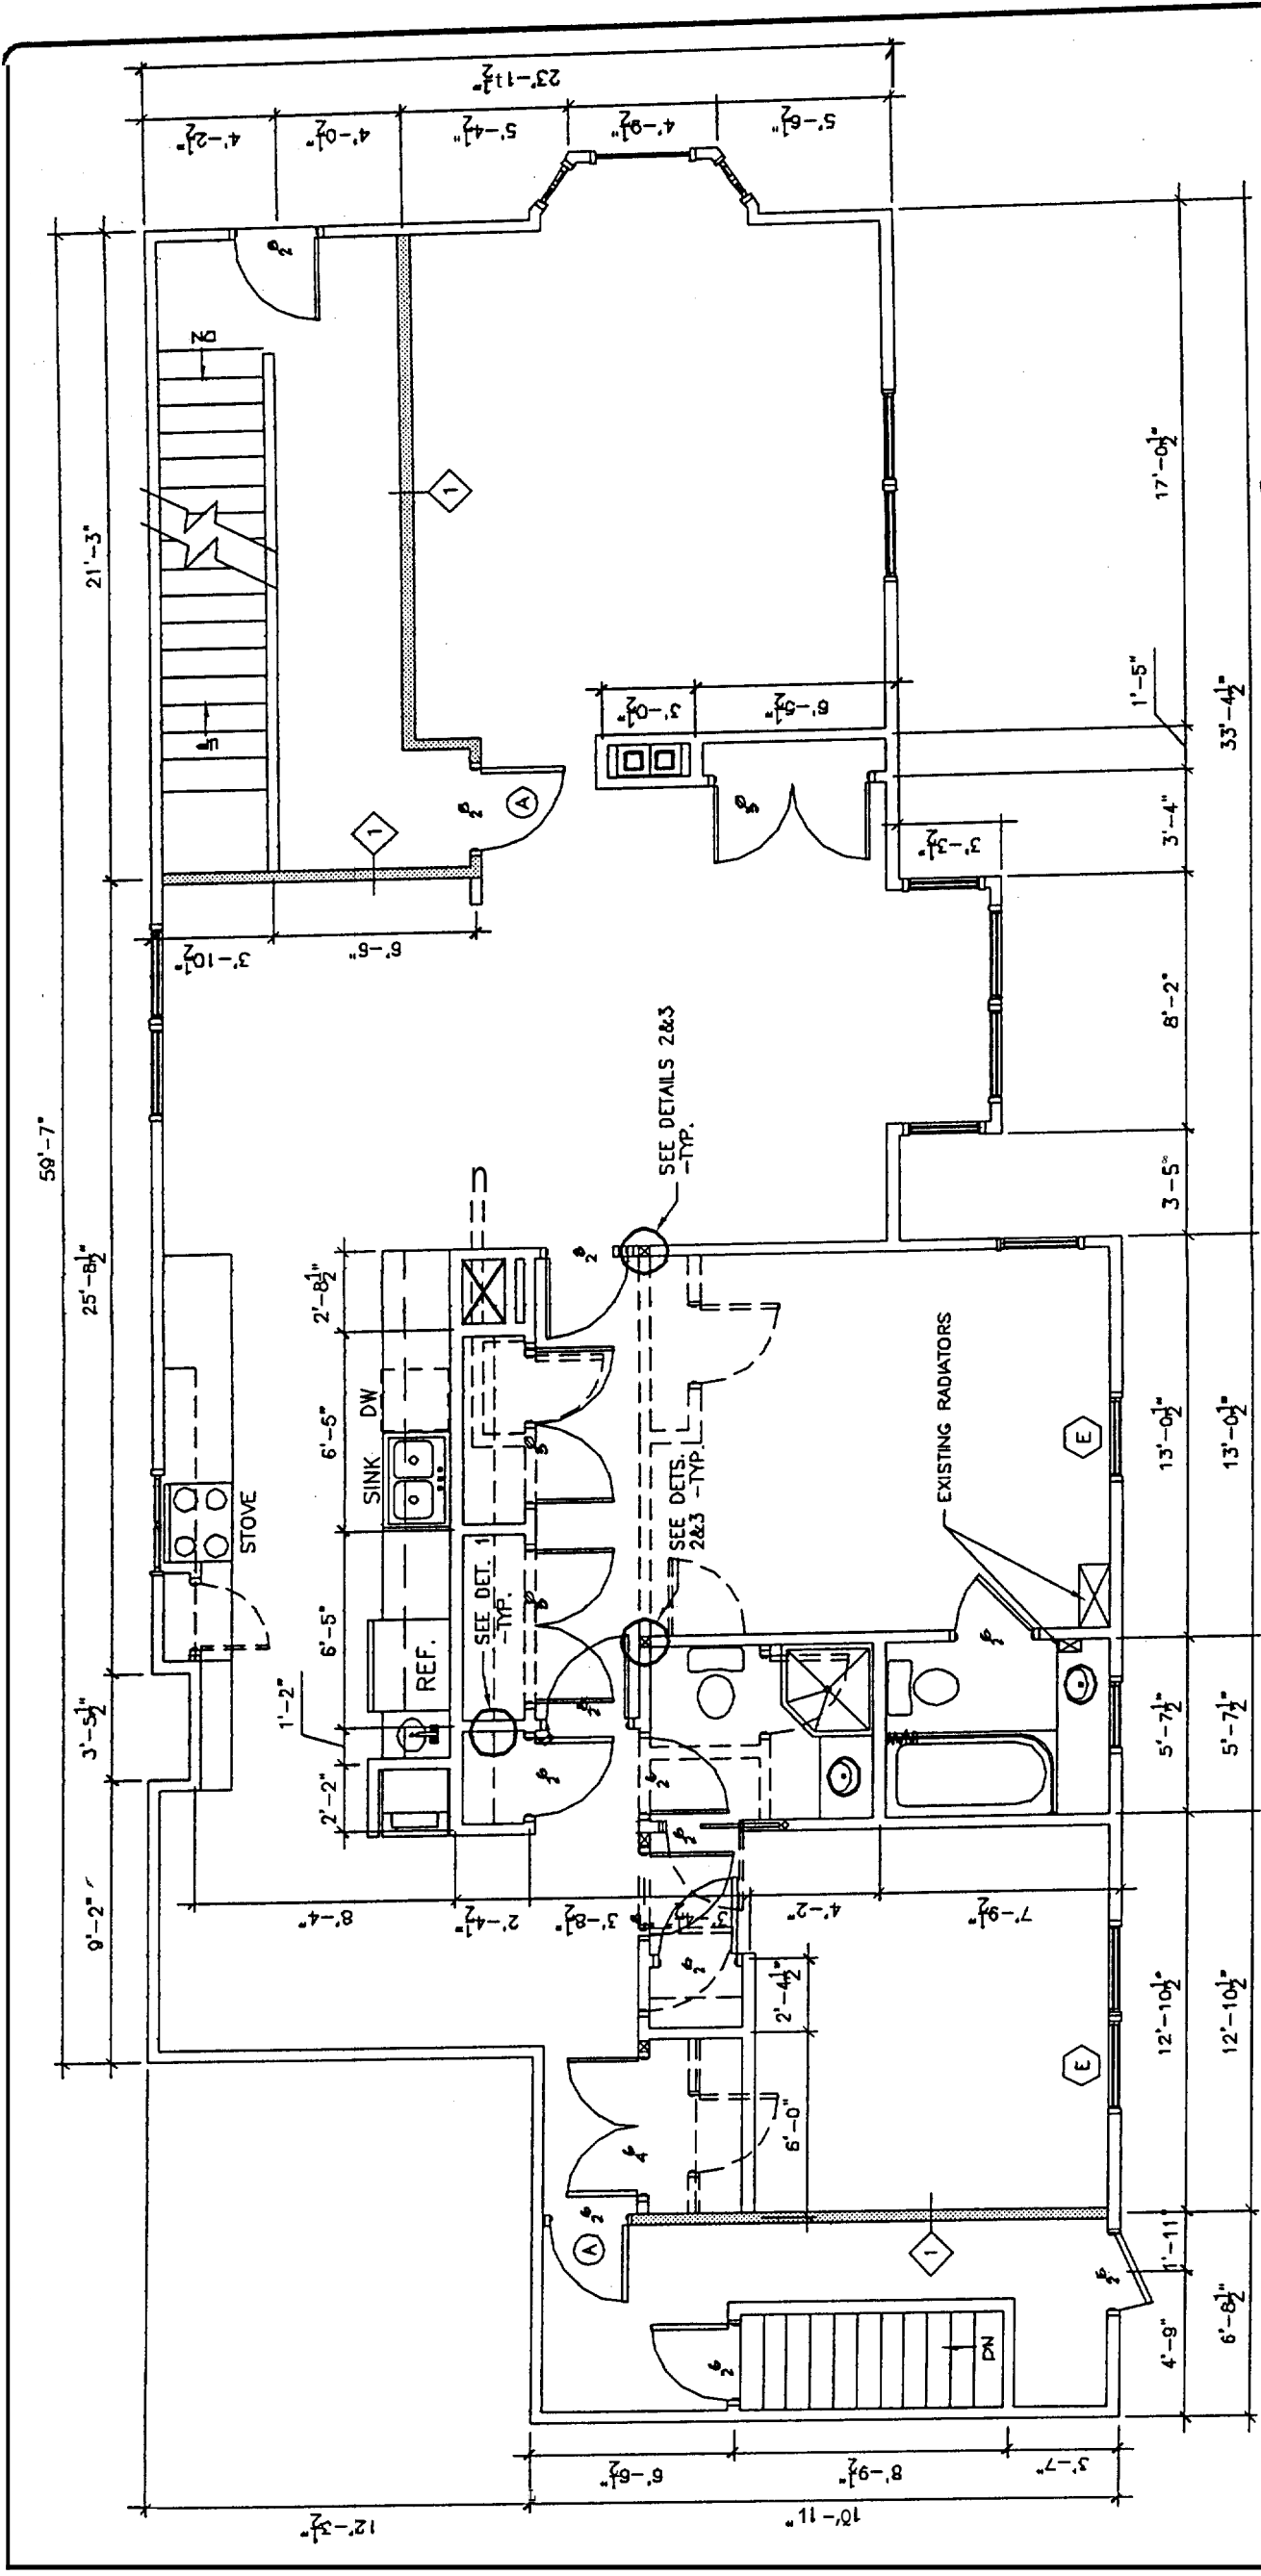 59'-7"
21'-3"
25'-8½"
3'-5½"
9'-2"
23'-11½"
4'-2½"
4'-0½"
5'-4½"
4'-9½"
5'-6½"
DN
UP
1
1
A
3'-0½"
6'-5½"
3'-10½"
6'-6"
3'-3½"
1'-5"
17'-0½"
33'-4½"
3'-4"
8'-2"
3-5"
SEE DETAILS 2&3
-TYP.
2'-8½"
6'-5"
6'-5"
1'-2"
2'-2"
DW
SINK
STOVE
REF.
SEE DET. 1
-TYP.
SEE DETS.
2&3 -TYP.
EXISTING RADIATORS
E
13'-0½"
13'-0½"
5'-7½"
5'-7½"
8'-4"
2'-4½"
3'-8½"
4'-2"
7'-9½"
2'-4½"
6'-0"
12'-10½"
12'-10½"
E
A
1
DN
1'-11"
4'-9"
6'-8½"
6'-6½"
8'-9½"
3'-7"
12'-3½"